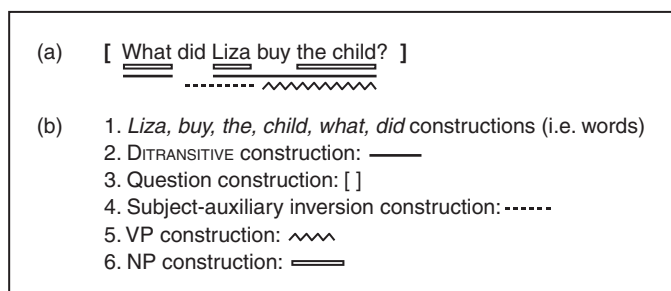 (a) [ What did Liza buy the child? ]
(b) 1. Liza, buy, the, child, what, did constructions (i.e. words)
2. DITRANSITIVE construction:
3. Question construction: [ ]
4. Subject-auxiliary inversion construction:
5. VP construction:
6. NP construction: